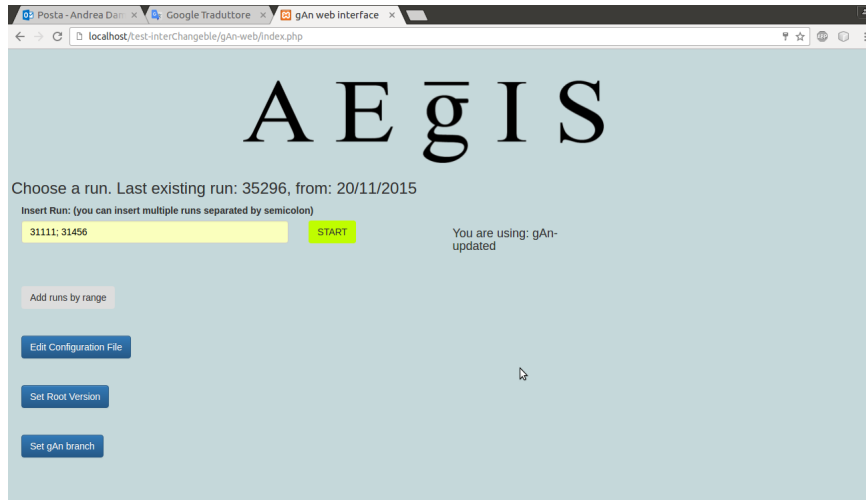 Posta - Andrea Dam
Google Traduttore
gAn web interface
localhost/test-interChangeble/gAn-web/index.php
AEḡIS
Choose a run. Last existing run: 35296, from: 20/11/2015
Insert Run: (you can insert multiple runs separated by semicolon)
31111; 31456
START
You are using: gAn-
updated
Add runs by range
Edit Configuration File
Set Root Version
Set gAn branch